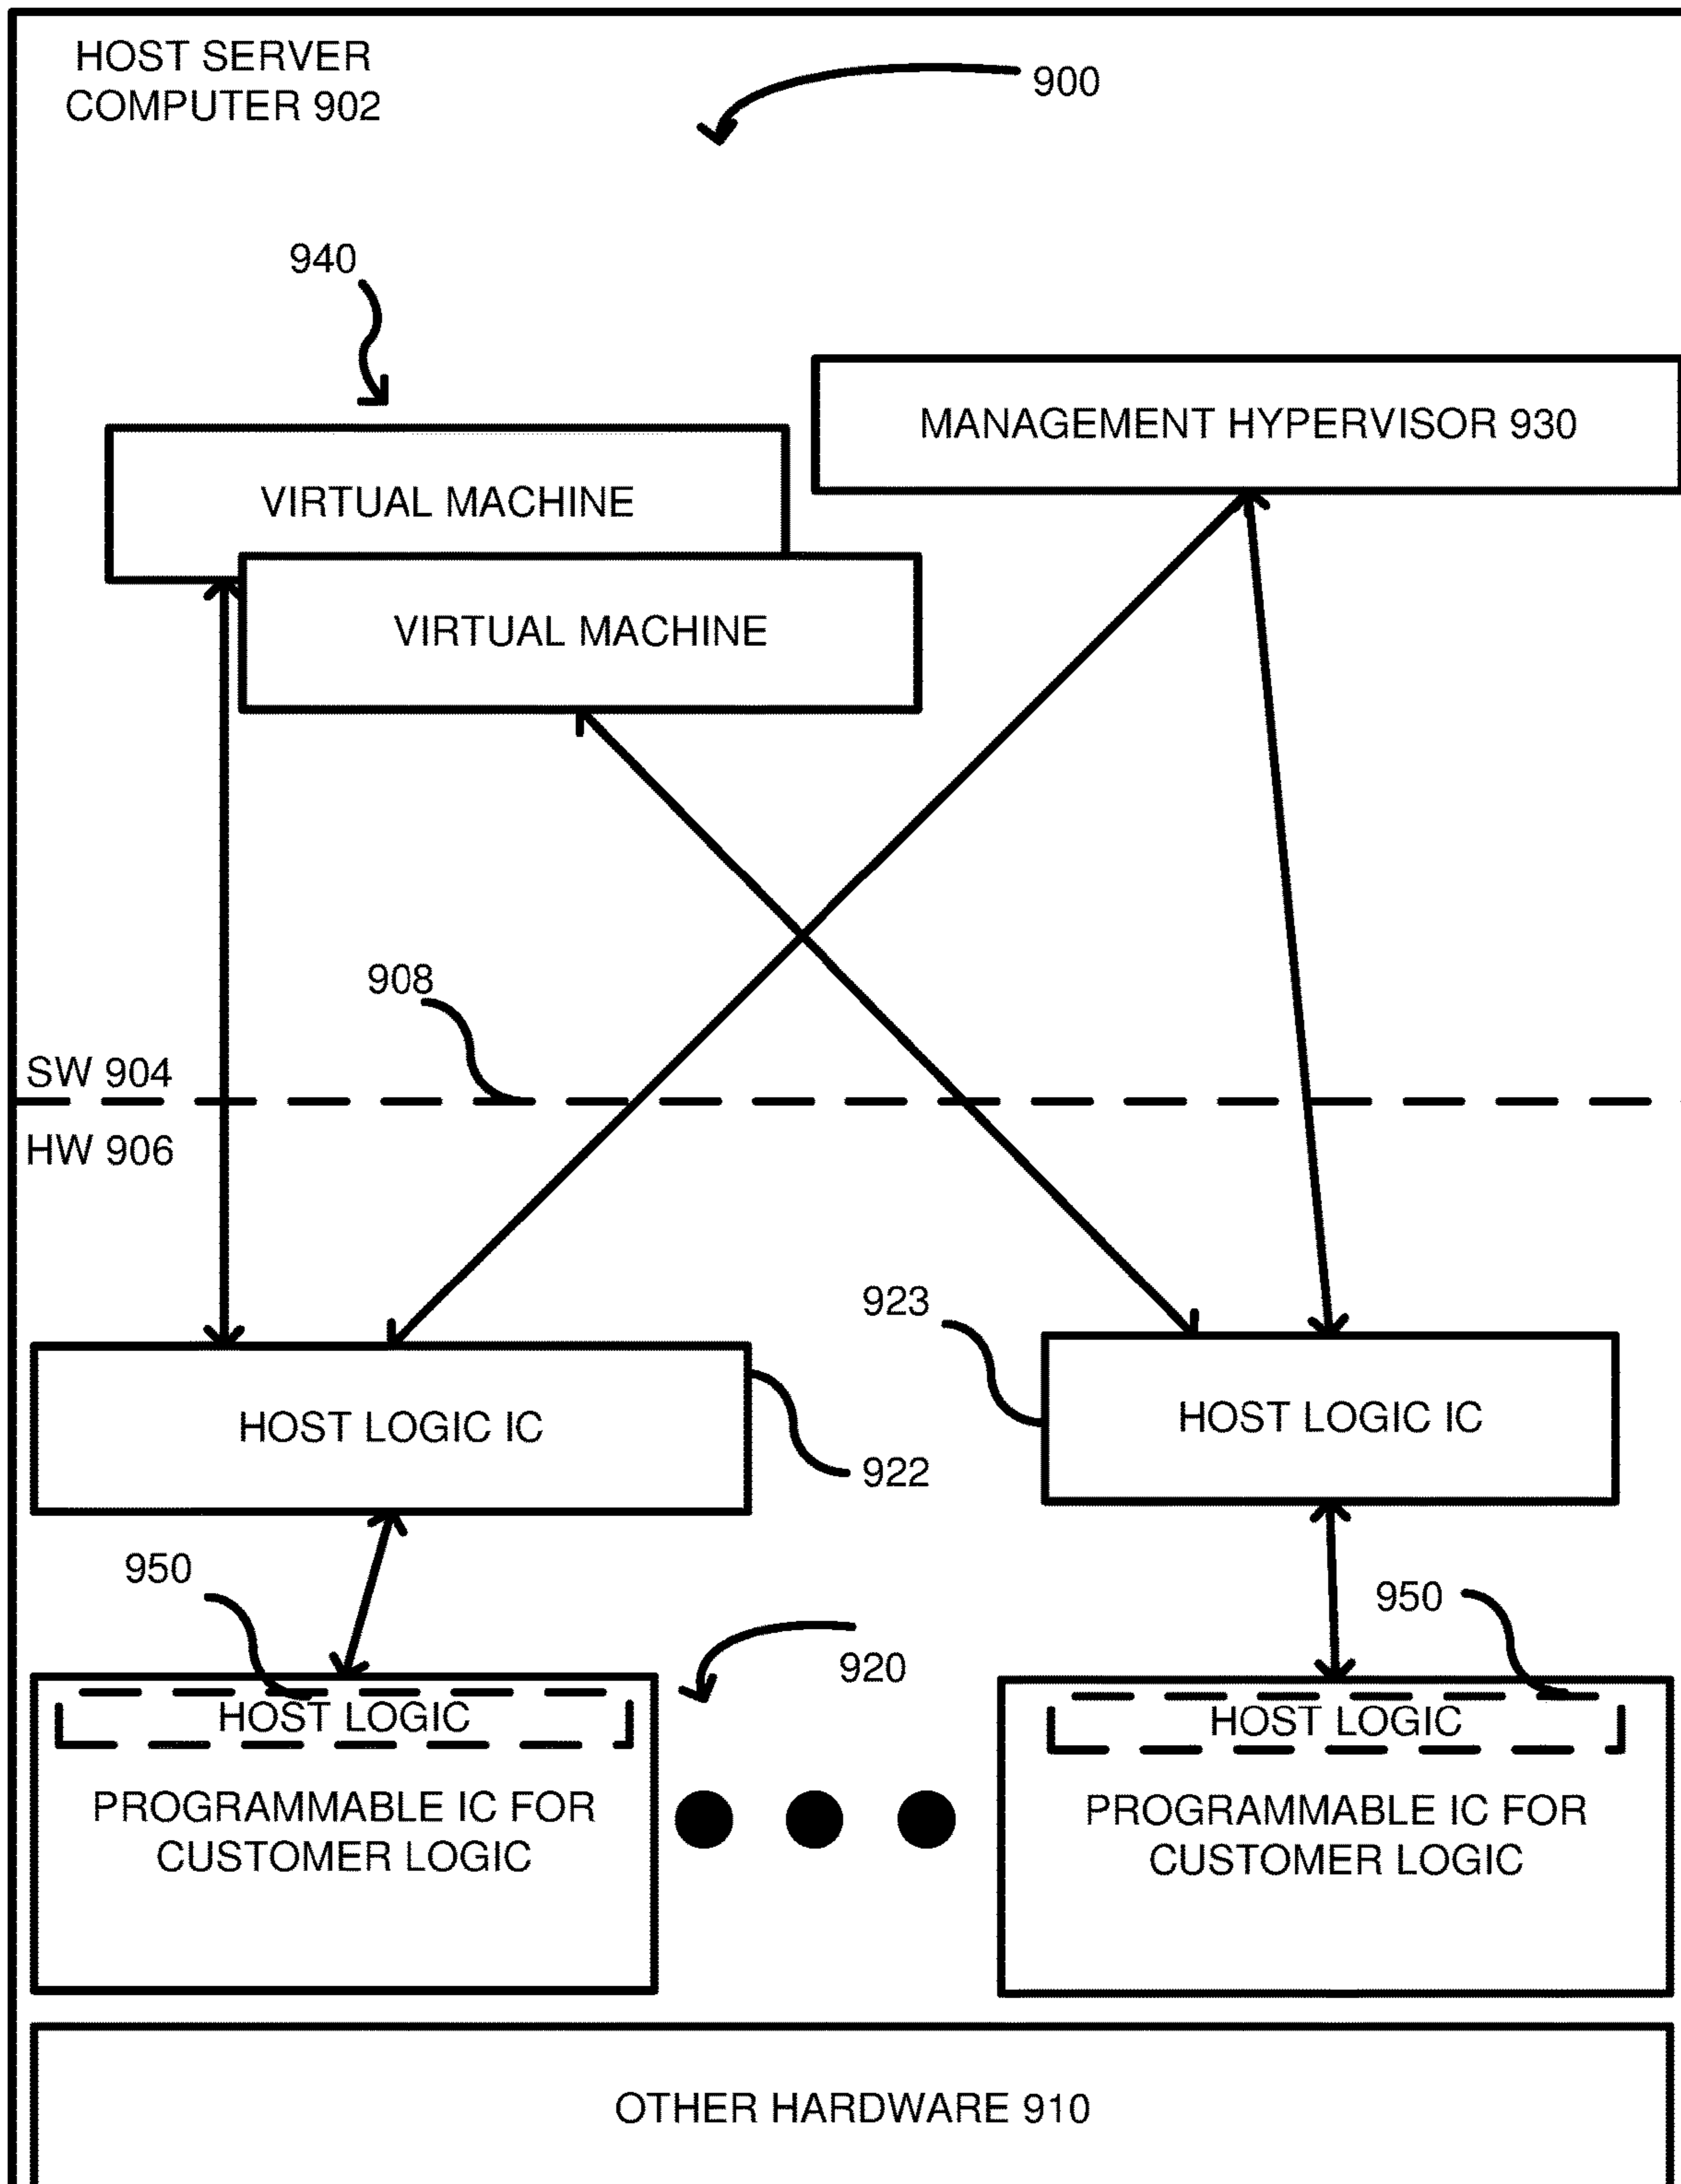 HOST SERVER
COMPUTER 902
900
940
MANAGEMENT HYPERVISOR 930
VIRTUAL MACHINE
VIRTUAL MACHINE
908
SW 904
HW 906
923
HOST LOGIC IC
HOST LOGIC IC
922
950
950
920
HOST LOGIC
HOST LOGIC
PROGRAMMABLE IC FOR
CUSTOMER LOGIC
PROGRAMMABLE IC FOR
CUSTOMER LOGIC
OTHER HARDWARE 910